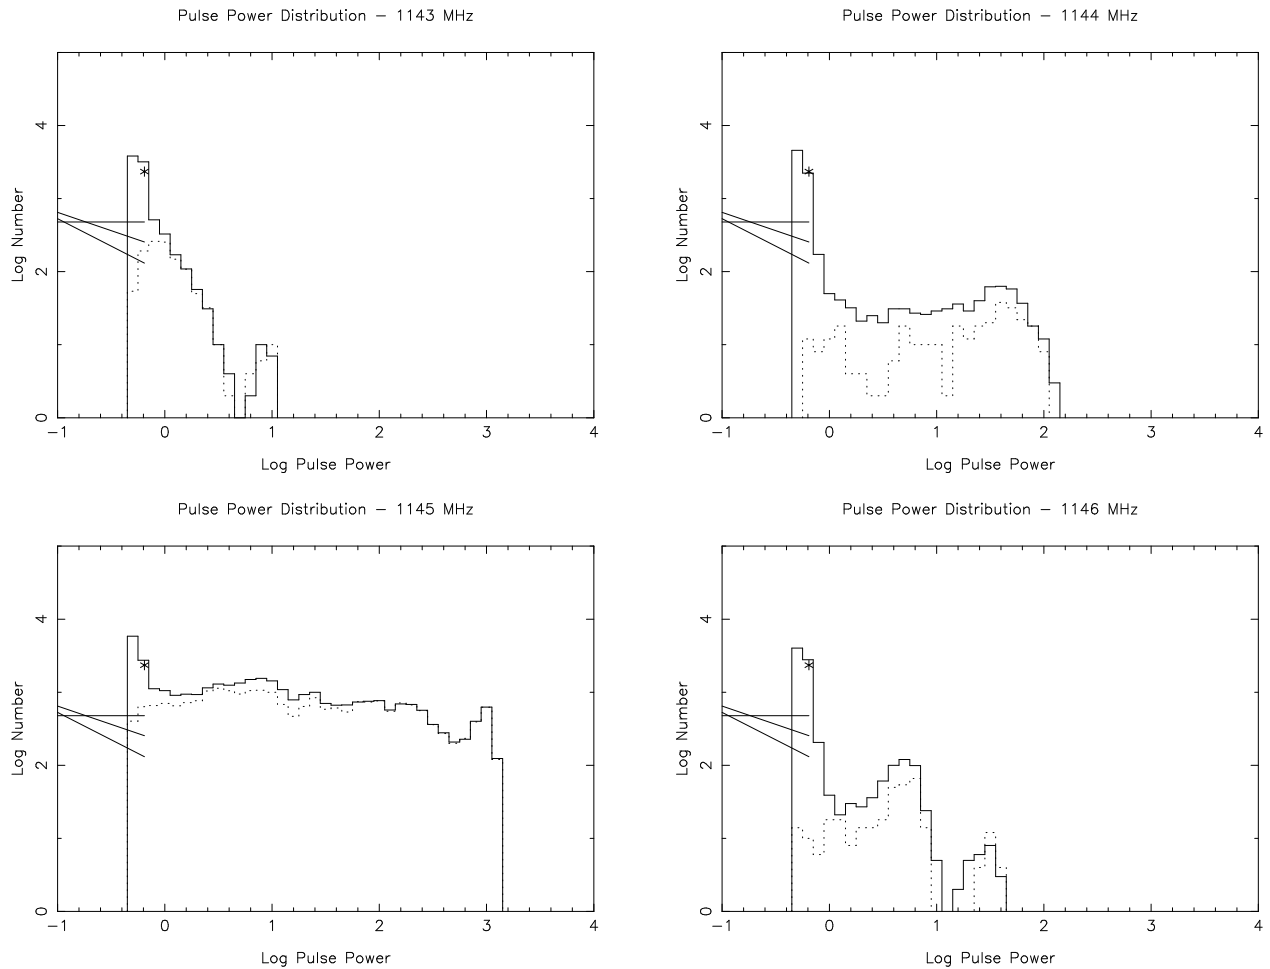 Pulse Power Distribution − 1143 MHz
Pulse Power Distribution − 1144 MHz
4
2
0
Log Number
−1 0 1 2 3 4
Log Pulse Power
4
2
0
Log Number
−1 0 1 2 3 4
Log Pulse Power
Pulse Power Distribution − 1145 MHz
Pulse Power Distribution − 1146 MHz
4
2
0
Log Number
−1 0 1 2 3 4
Log Pulse Power
4
2
0
Log Number
−1 0 1 2 3 4
Log Pulse Power